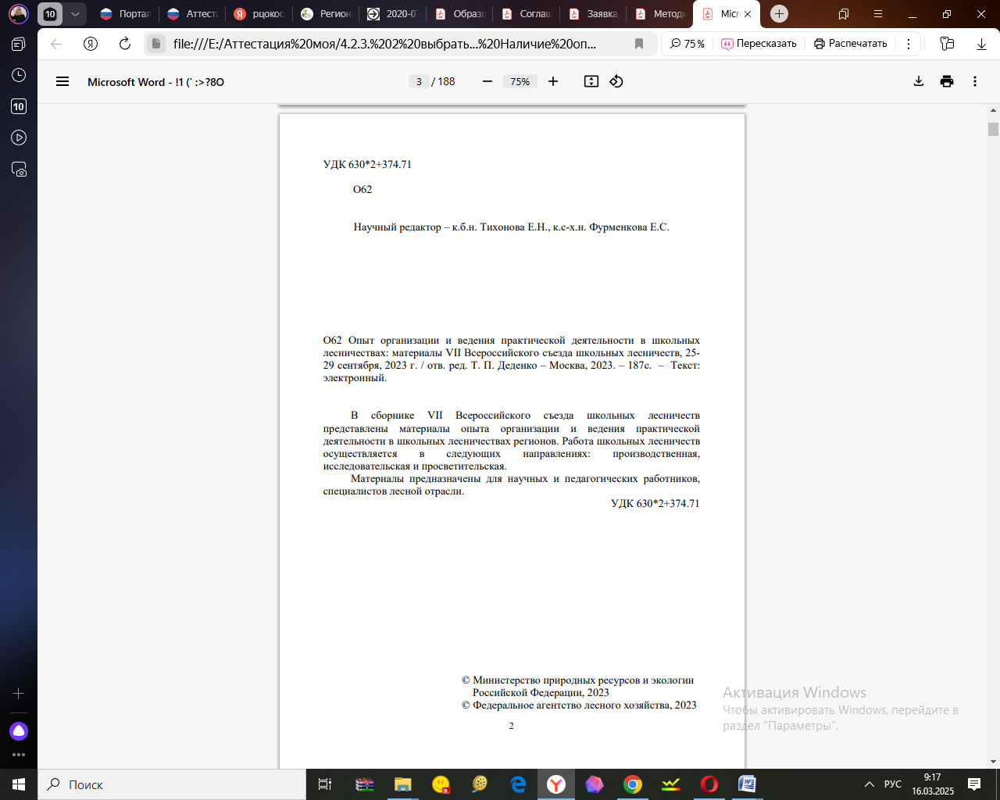 10
Портал
Аттеста
рцокос
Регион
2020-07
Образо
Соглаш
Заявка
Методи
Micr
file:///E:/Аттестация%20моя/4.2.3.%202%20выбрать...%20Наличие%20оп...
75 %
Пересказать
Распечатать
10
Microsoft Word - !1 (˙ :>?8O
3 / 188
75%
УДК 630*2+374.71
О62
Научный редактор – к.б.н. Тихонова Е.Н., к.с-х.н. Фурменкова Е.С.
О62 Опыт организации и ведения практической деятельности в школьных
лесничествах: материалы VII Всероссийского съезда школьных лесничеств, 25-
29 сентября, 2023 г. / отв. ред. Т. П. Деденко – Москва, 2023. – 187с. – Текст:
электронный.
В сборнике VII Всероссийского съезда школьных лесничеств
представлены материалы опыта организации и ведения практической
деятельности в школьных лесничествах регионов. Работа школьных лесничеств
осуществляется в следующих направлениях: производственная,
исследовательская и просветительская.
Материалы предназначены для научных и педагогических работников,
специалистов лесной отрасли.
УДК 630*2+374.71
© Министерство природных ресурсов и экологии
Российской Федерации, 2023
© Федеральное агентство лесного хозяйства, 2023
2
Активация Windows
Чтобы активировать Windows, перейдите в
раздел "Параметры".
Поиск
РУС
9:17
16.03.2025